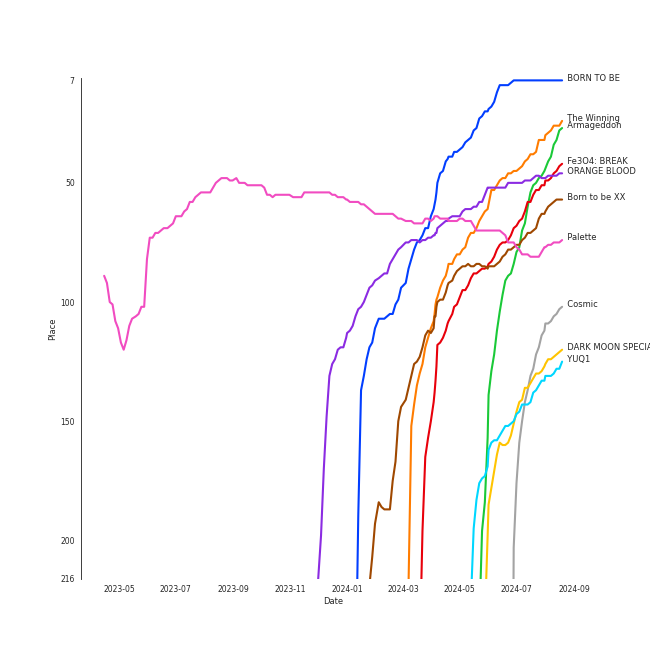 7
50
100
150
200
216
Place
2023-05
2023-07
2023-09
2023-11
2024-01
2024-03
2024-05
2024-07
2024-09
Date
BORN TO BE
The Winning
Armageddon
Fe3O4: BREAK
ORANGE BLOOD
Born to be XX
Palette
Cosmic
DARK MOON SPECIA
YUQ1